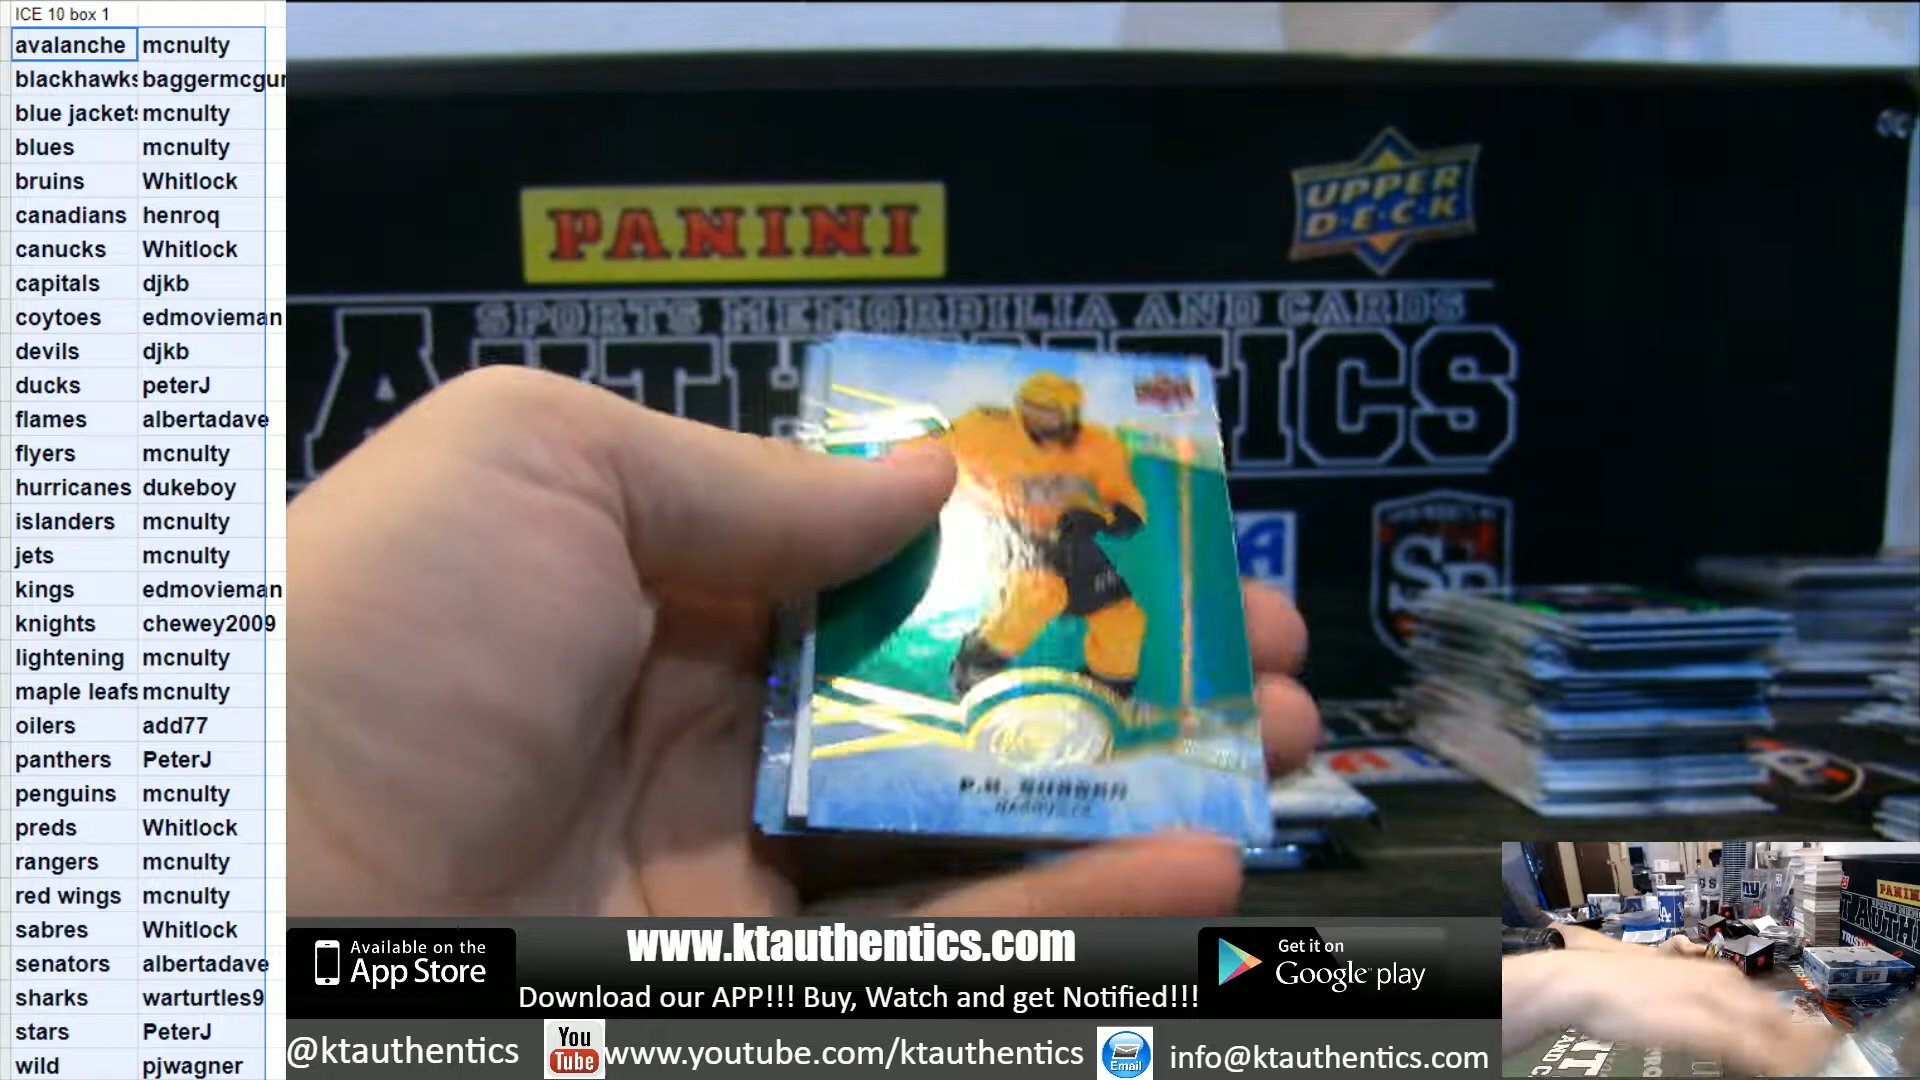 ICE 10 box 1
avalanche mcnulty
blackhawks baggermcgur
blue jackets mcnulty
blues mcnulty
bruins Whitlock
canadians henroq
canucks Whitlock
capitals djkb
coytoes edmovieman
devils djkb
ducks peterJ
flames albertadave
flyers mcnulty
hurricanes dukeboy
islanders mcnulty
jets mcnulty
kings edmovieman
knights chewey2009
lightening mcnulty
maple leafs mcnulty
oilers add77
panthers PeterJ
penguins mcnulty
preds Whitlock
rangers mcnulty
red wings mcnulty
sabres Whitlock
senators albertadave
sharks warturtles9
stars PeterJ
wild pjwagner
PANINI
UPPER
D·E·C·K
SPORTS MEMORBILIA AND CARDS
P.K. SUBBAN
NASHVILLE
Available on the
App Store
www.ktauthentics.com
Get it on
Google play
Download our APP!!! Buy, Watch and get Notified!!!
@ktauthentics
You
Tube
www.youtube.com/ktauthentics
Email
info@ktauthentics.com